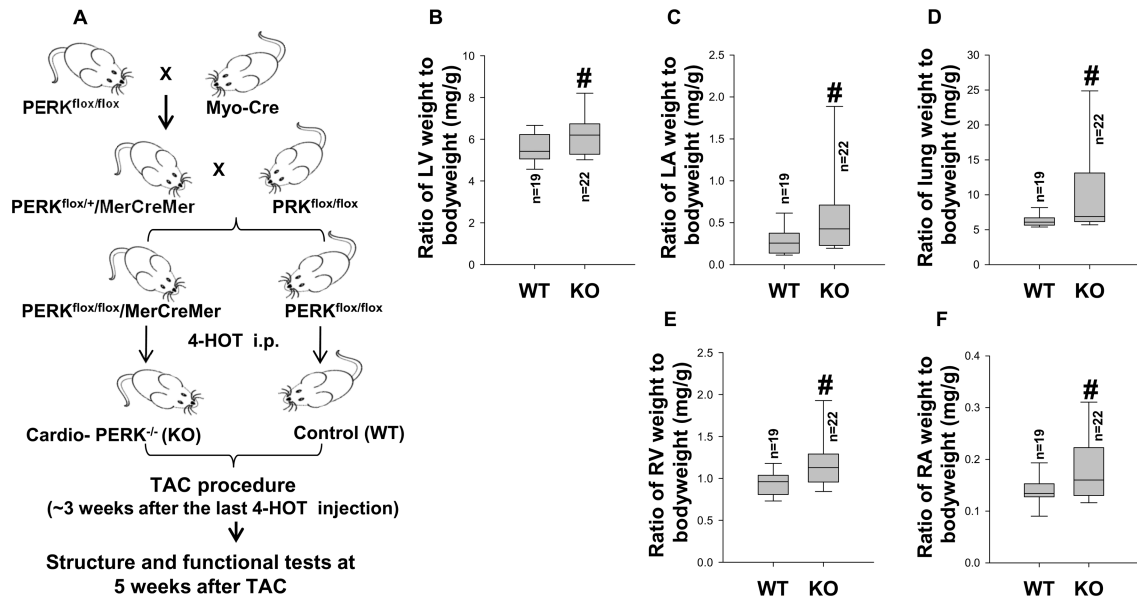 A
X
PERKflox/flox
Myo-Cre
X
PERKflox/+/MerCreMer
PRKflox/flox
PERKflox/flox/MerCreMer
PERKflox/flox
4-HOT i.p.
Cardio- PERK-/- (KO)
Control (WT)
TAC procedure
(~3 weeks after the last 4-HOT injection)
Structure and functional tests at
5 weeks after TAC
B
Ratio of LV weight to
bodyweight (mg/g)
10
8
6
4
2
0
n=19
#
n=22
WT KO
C
Ratio of LA weight to
bodyweight (mg/g)
2.5
2.0
1.5
1.0
0.5
0.0
n=19
#
n=22
WT KO
D
Ratio of lung weight to
bodyweight (mg/g)
30
25
20
15
10
5
0
n=19
#
n=22
WT KO
E
Ratio of RV weight to
bodyweight (mg/g)
2.5
2.0
1.5
1.0
0.5
0.0
n=19
#
n=22
WT KO
F
Ratio of RA weight to
bodyweight (mg/g)
0.4
0.3
0.2
0.1
0.0
n=19
#
n=22
WT KO